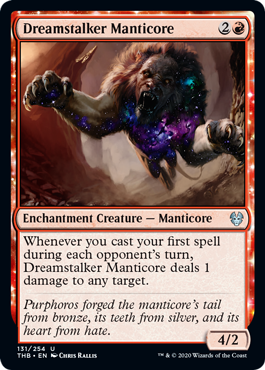 Dreamstalker Manticore 2
Enchantment Creature — Manticore
Whenever you cast your first spell
during each opponent's turn,
Dreamstalker Manticore deals 1
damage to any target.
Purphoros forged the manticore's tail
from bronze, its teeth from silver, and its
heart from hate.
4/2
131/254 U
THB • EN Chris Rallis
™ & © 2020 Wizards of the Coast